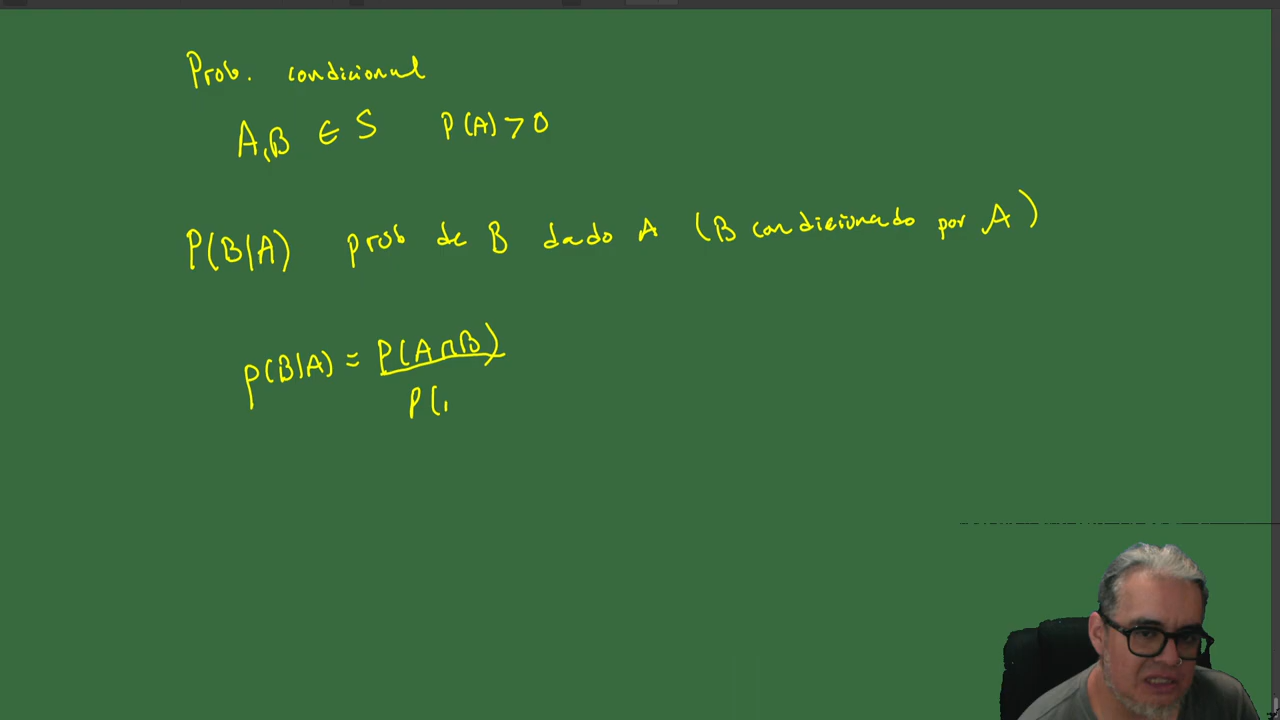 Prob. condicional
A,B ∈ S P(A) > 0
P(B|A) prob de B dado A (B condicionado por A)
P(B|A) = P(A∩B)
P(